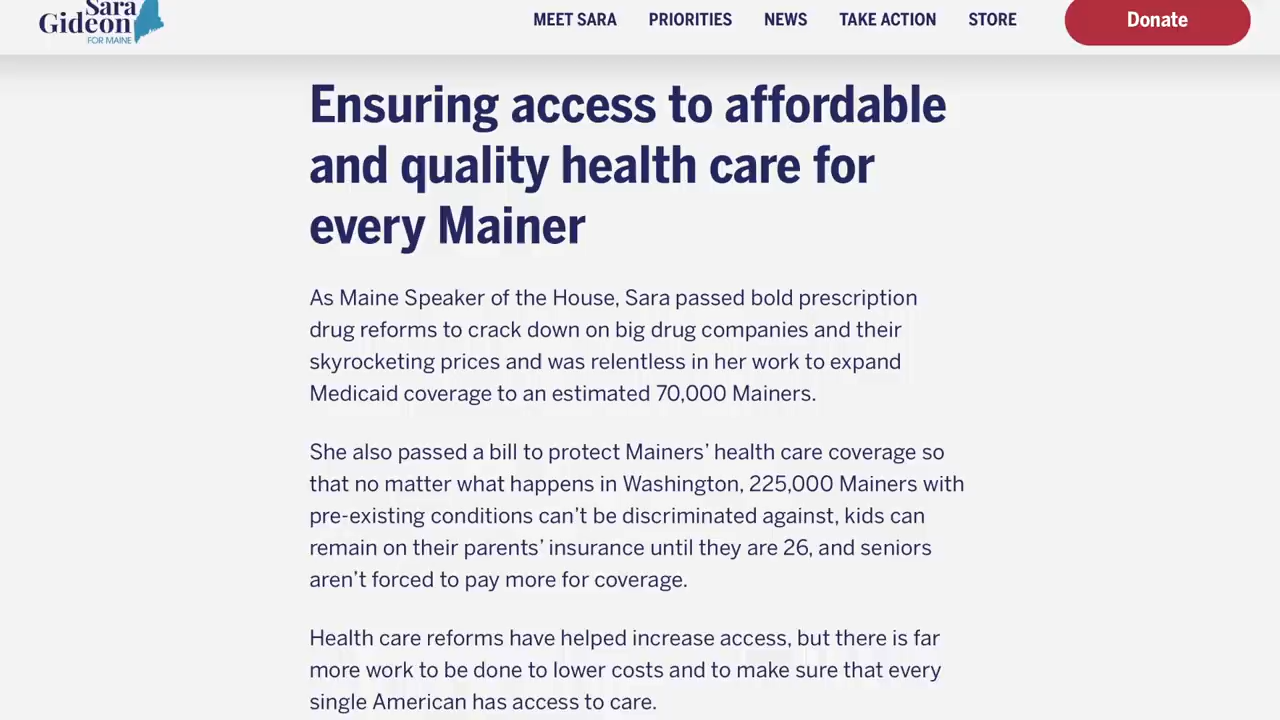 Sara
Gideon
FOR MAINE
MEET SARA PRIORITIES NEWS TAKE ACTION STORE Donate
Ensuring access to affordable
and quality health care for
every Mainer
As Maine Speaker of the House, Sara passed bold prescription
drug reforms to crack down on big drug companies and their
skyrocketing prices and was relentless in her work to expand
Medicaid coverage to an estimated 70,000 Mainers.
She also passed a bill to protect Mainers’ health care coverage so
that no matter what happens in Washington, 225,000 Mainers with
pre-existing conditions can’t be discriminated against, kids can
remain on their parents’ insurance until they are 26, and seniors
aren’t forced to pay more for coverage.
Health care reforms have helped increase access, but there is far
more work to be done to lower costs and to make sure that every
single American has access to care.